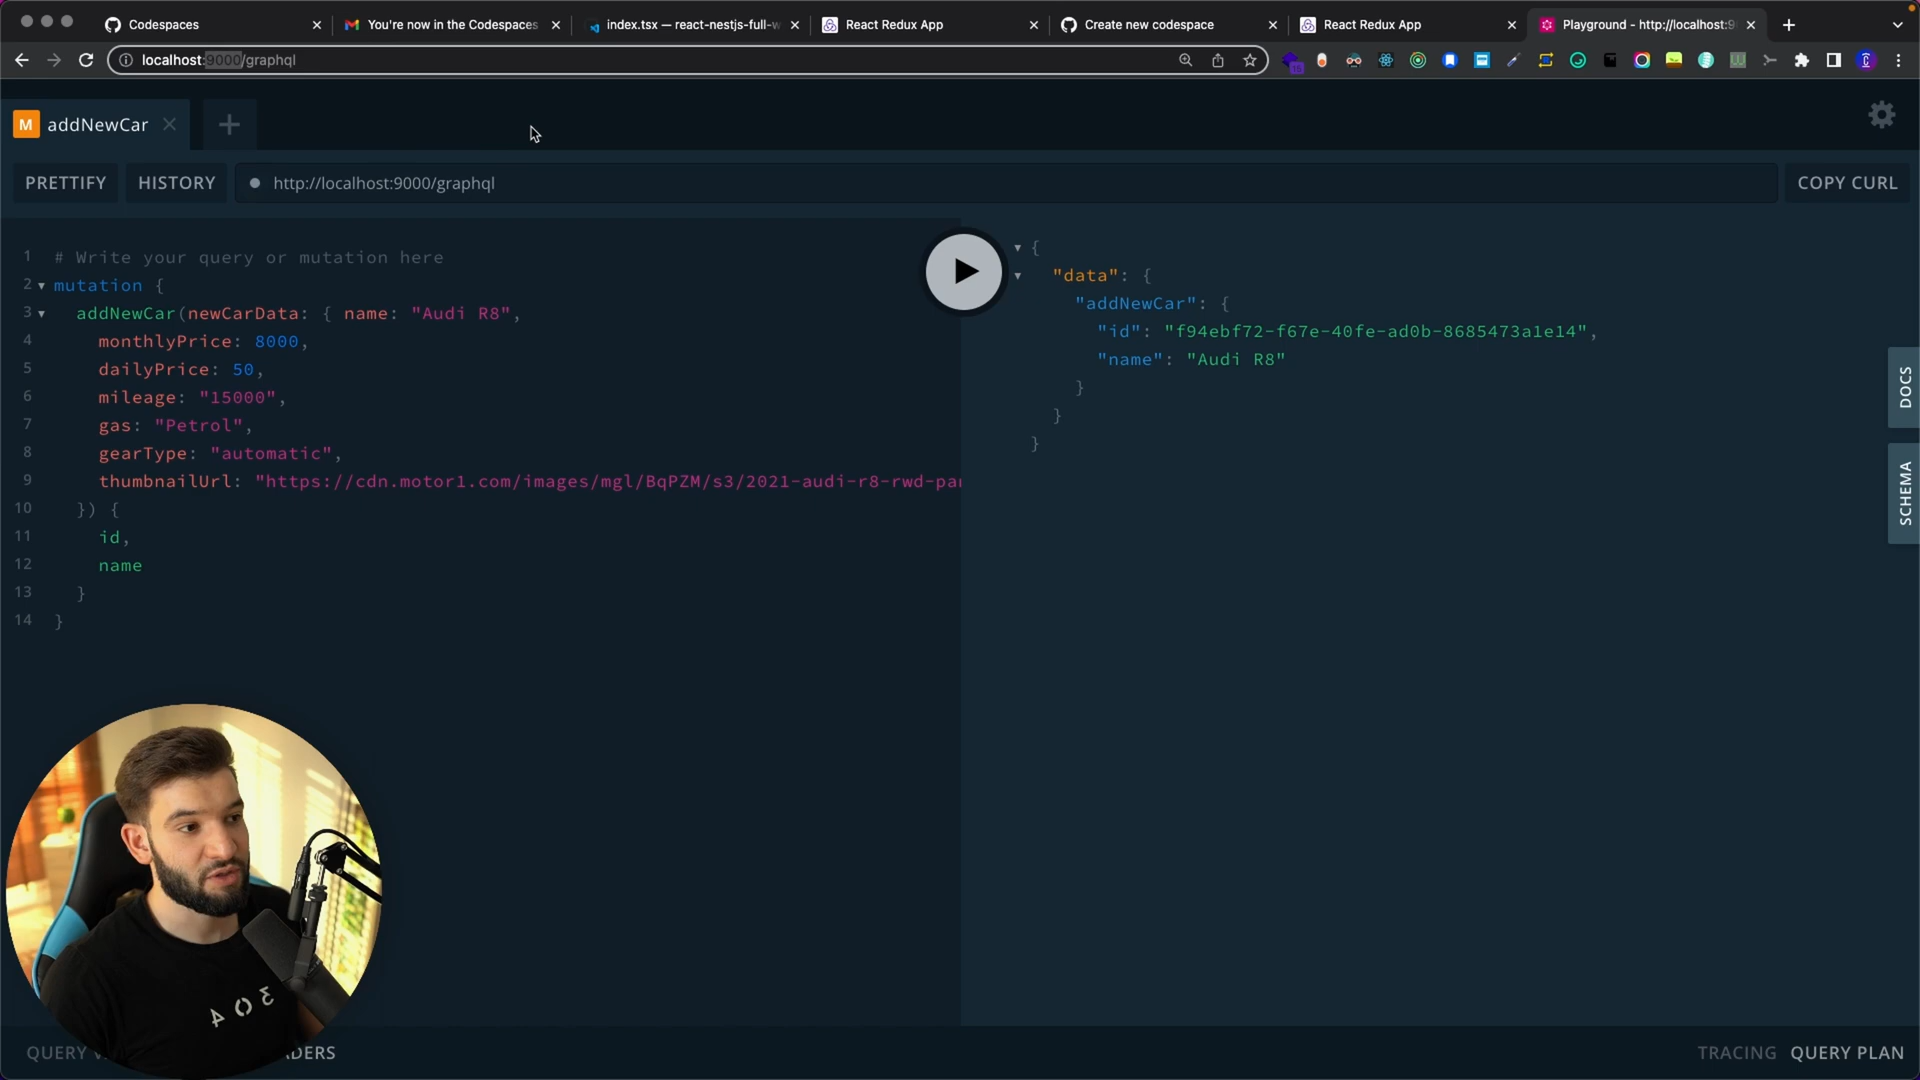 Codespaces
You're now in the Codespaces
index.tsx — react-nestjs-full-w
React Redux App
Create new codespace
React Redux App
Playground - http://localhost:9
localhost:9000/graphql
M addNewCar
PRETTIFY
HISTORY
http://localhost:9000/graphql
COPY CURL
1 # Write your query or mutation here
2 mutation {
3 addNewCar(newCarData: { name: "Audi R8",
4 monthlyPrice: 8000,
5 dailyPrice: 50,
6 mileage: "15000",
7 gas: "Petrol",
8 gearType: "automatic",
9 thumbnailUrl: "https://cdn.motor1.com/images/mgl/BqPZM/s3/2021-audi-r8-rwd-pan
10 }) {
11 id,
12 name
13 }
14 }
{
"data": {
"addNewCar": {
"id": "f94ebf72-f67e-40fe-ad0b-8685473a1e14",
"name": "Audi R8"
}
}
}
DOCS
SCHEMA
304
QUERY
DERS
TRACING
QUERY PLAN